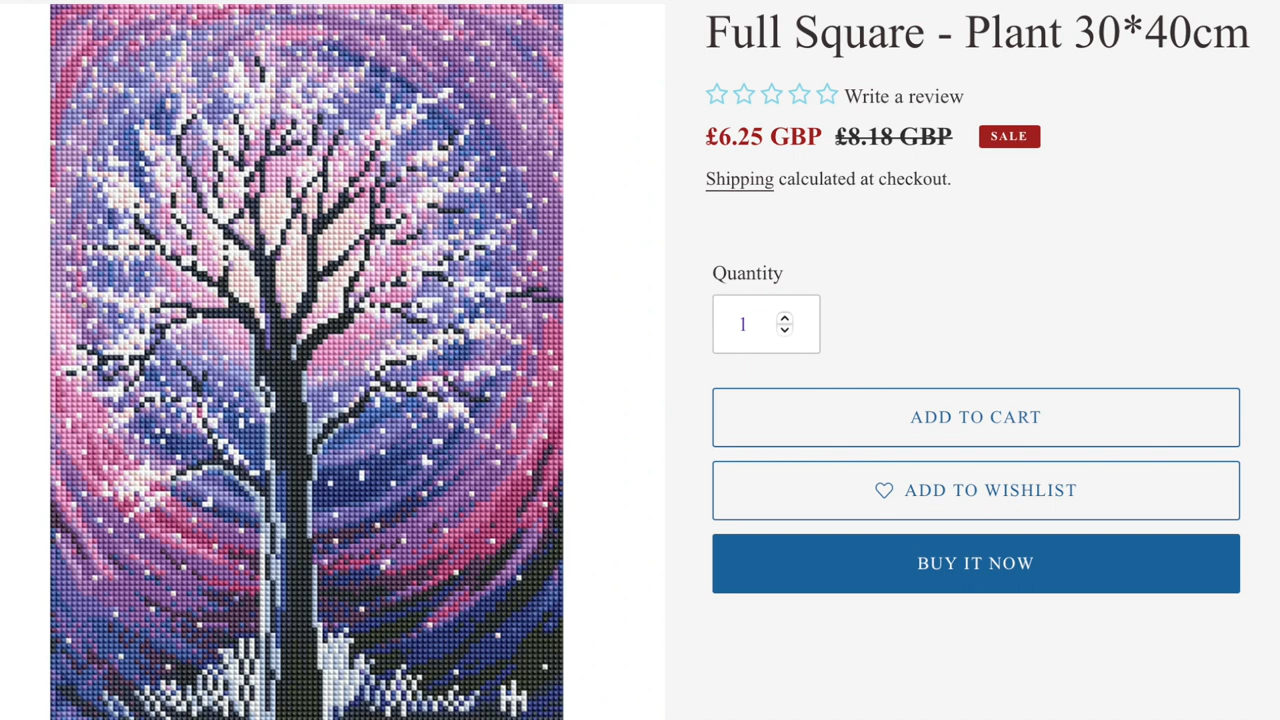 Full Square - Plant 30*40cm
Write a review
£6.25 GBP £8.18 GBP SALE
Shipping calculated at checkout.
Quantity
1
ADD TO CART
ADD TO WISHLIST
BUY IT NOW